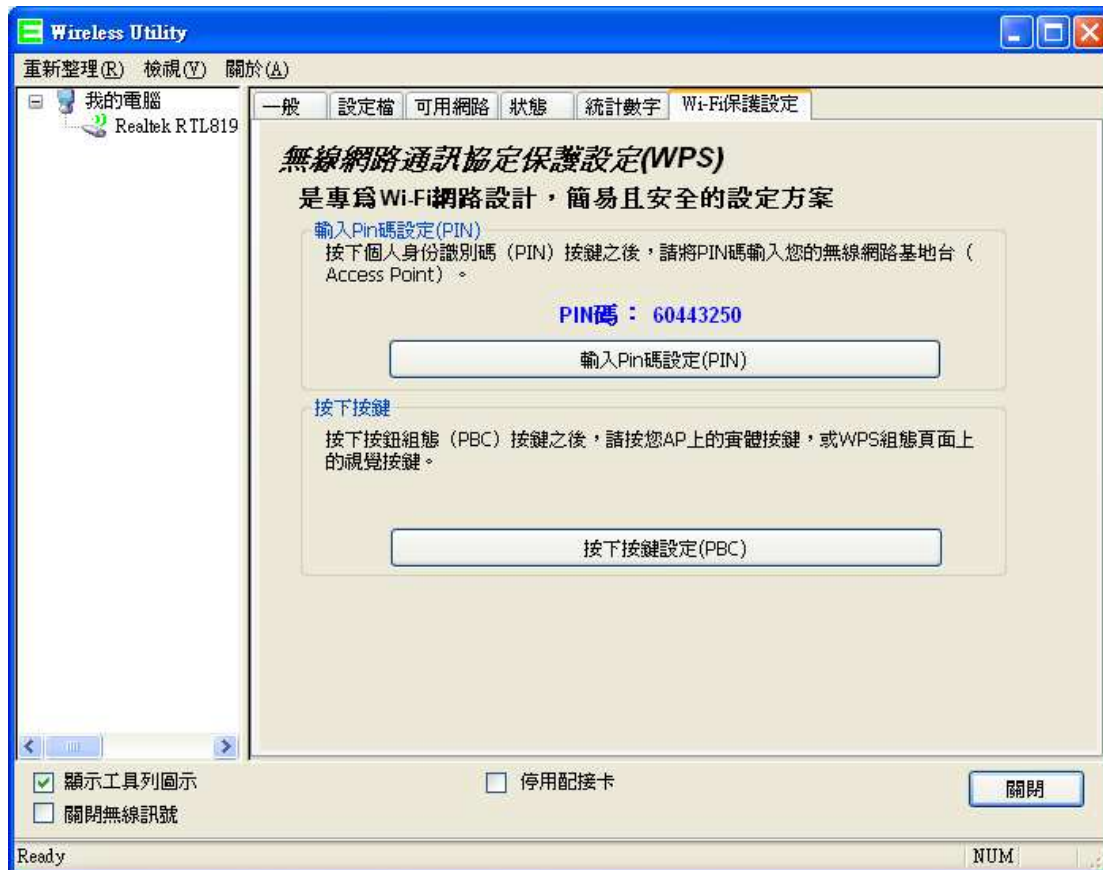 Wireless Utility
重新整理(R) 檢視(V) 關於(A)
我的電腦
Realtek RTL819
一般 設定檔 可用網路 狀態 統計數字 Wi-Fi保護設定
無線網路通訊協定保護設定(WPS)
是專為Wi-Fi網路設計，簡易且安全的設定方案
輸入Pin碼設定(PIN)
按下個人身份識別碼（PIN）按鍵之後，請將PIN碼輸入您的無線網路基地台（
Access Point）。
PIN碼： 60443250
輸入Pin碼設定(PIN)
按下按鍵
按下按鈕組態（PBC）按鍵之後，請按您AP上的實體按鍵，或WPS組態頁面上
的視覺按鍵。
按下按鍵設定(PBC)
顯示工具列圖示
停用配接卡
關閉
關閉無線訊號
Ready
NUM